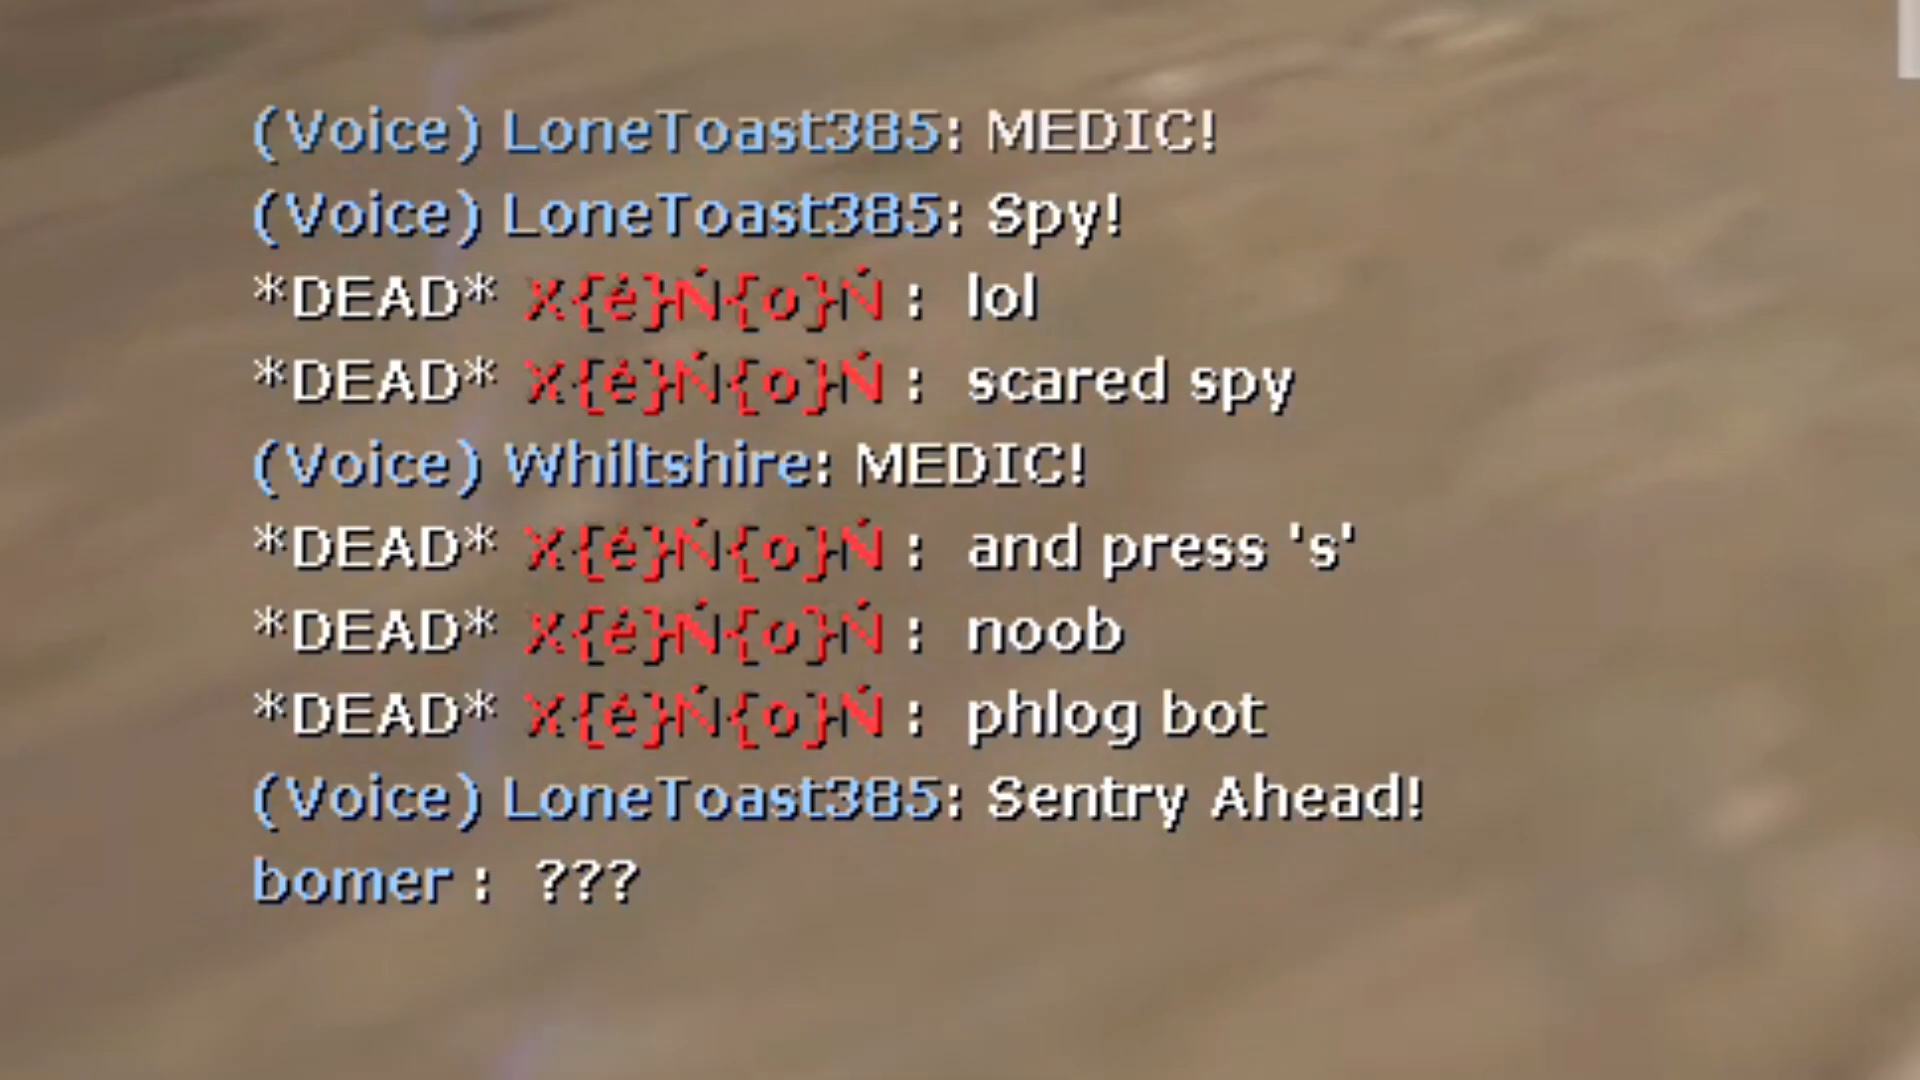 (Voice) LoneToast385: MEDIC!
(Voice) LoneToast385: Spy!
*DEAD* X{é}Ń{o}Ń :  lol
*DEAD* X{é}Ń{o}Ń :  scared spy
(Voice) Whiltshire: MEDIC!
*DEAD* X{é}Ń{o}Ń :  and press 's'
*DEAD* X{é}Ń{o}Ń :  noob
*DEAD* X{é}Ń{o}Ń :  phlog bot
(Voice) LoneToast385: Sentry Ahead!
bomer :  ???